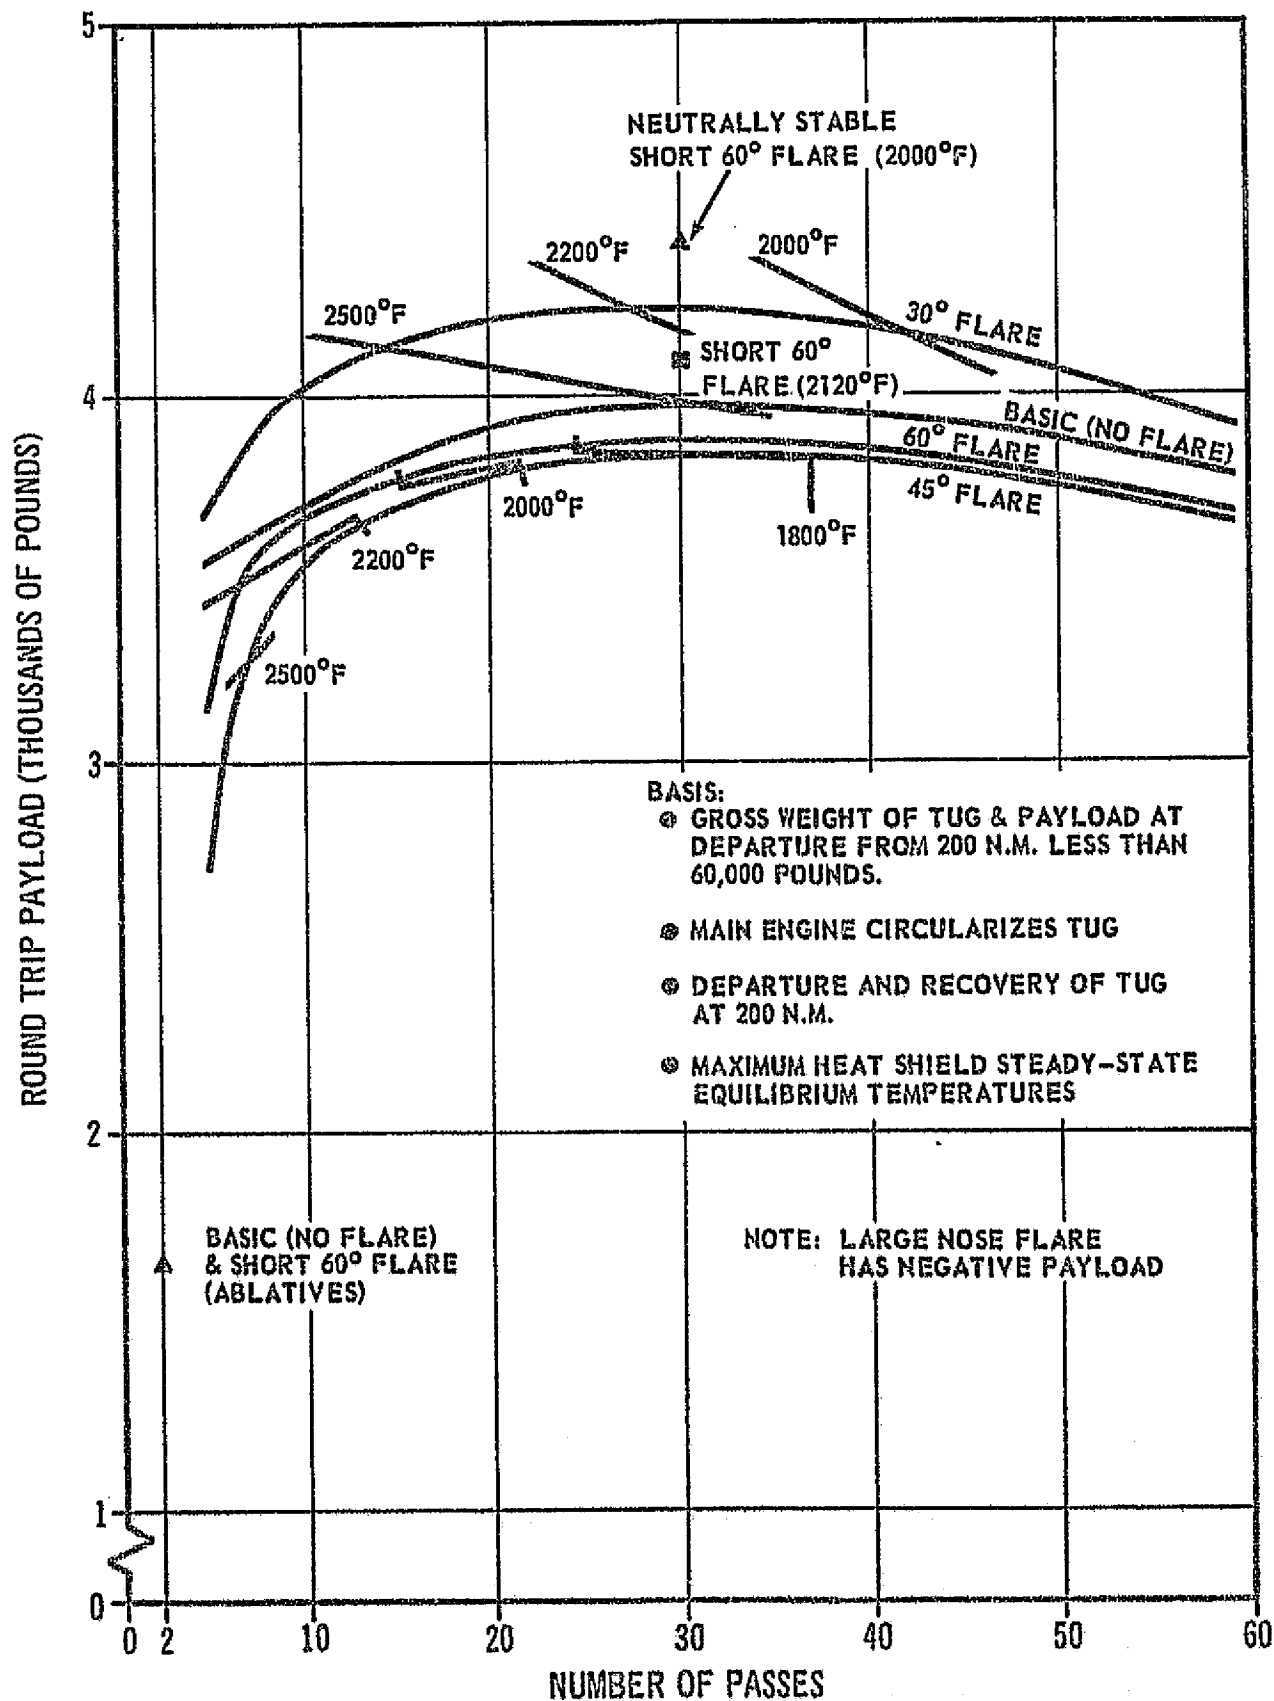 5
4
3
2
1
0
ROUND TRIP PAYLOAD (THOUSANDS OF POUNDS)
NEUTRALLY STABLE
SHORT 60° FLARE (2000°F)
2200°F
2000°F
2500°F
30° FLARE
SHORT 60°
FLARE (2120°F)
BASIC (NO FLARE)
60° FLARE
45° FLARE
2000°F
1800°F
2200°F
2500°F
BASIS:
GROSS WEIGHT OF TUG & PAYLOAD AT
DEPARTURE FROM 200 N.M. LESS THAN
60,000 POUNDS.
MAIN ENGINE CIRCULARIZES TUG
DEPARTURE AND RECOVERY OF TUG
AT 200 N.M.
MAXIMUM HEAT SHIELD STEADY-STATE
EQUILIBRIUM TEMPERATURES
BASIC (NO FLARE)
& SHORT 60° FLARE
(ABLATIVES)
NOTE: LARGE NOSE FLARE
HAS NEGATIVE PAYLOAD
0 2 10 20 30 40 50 60
NUMBER OF PASSES